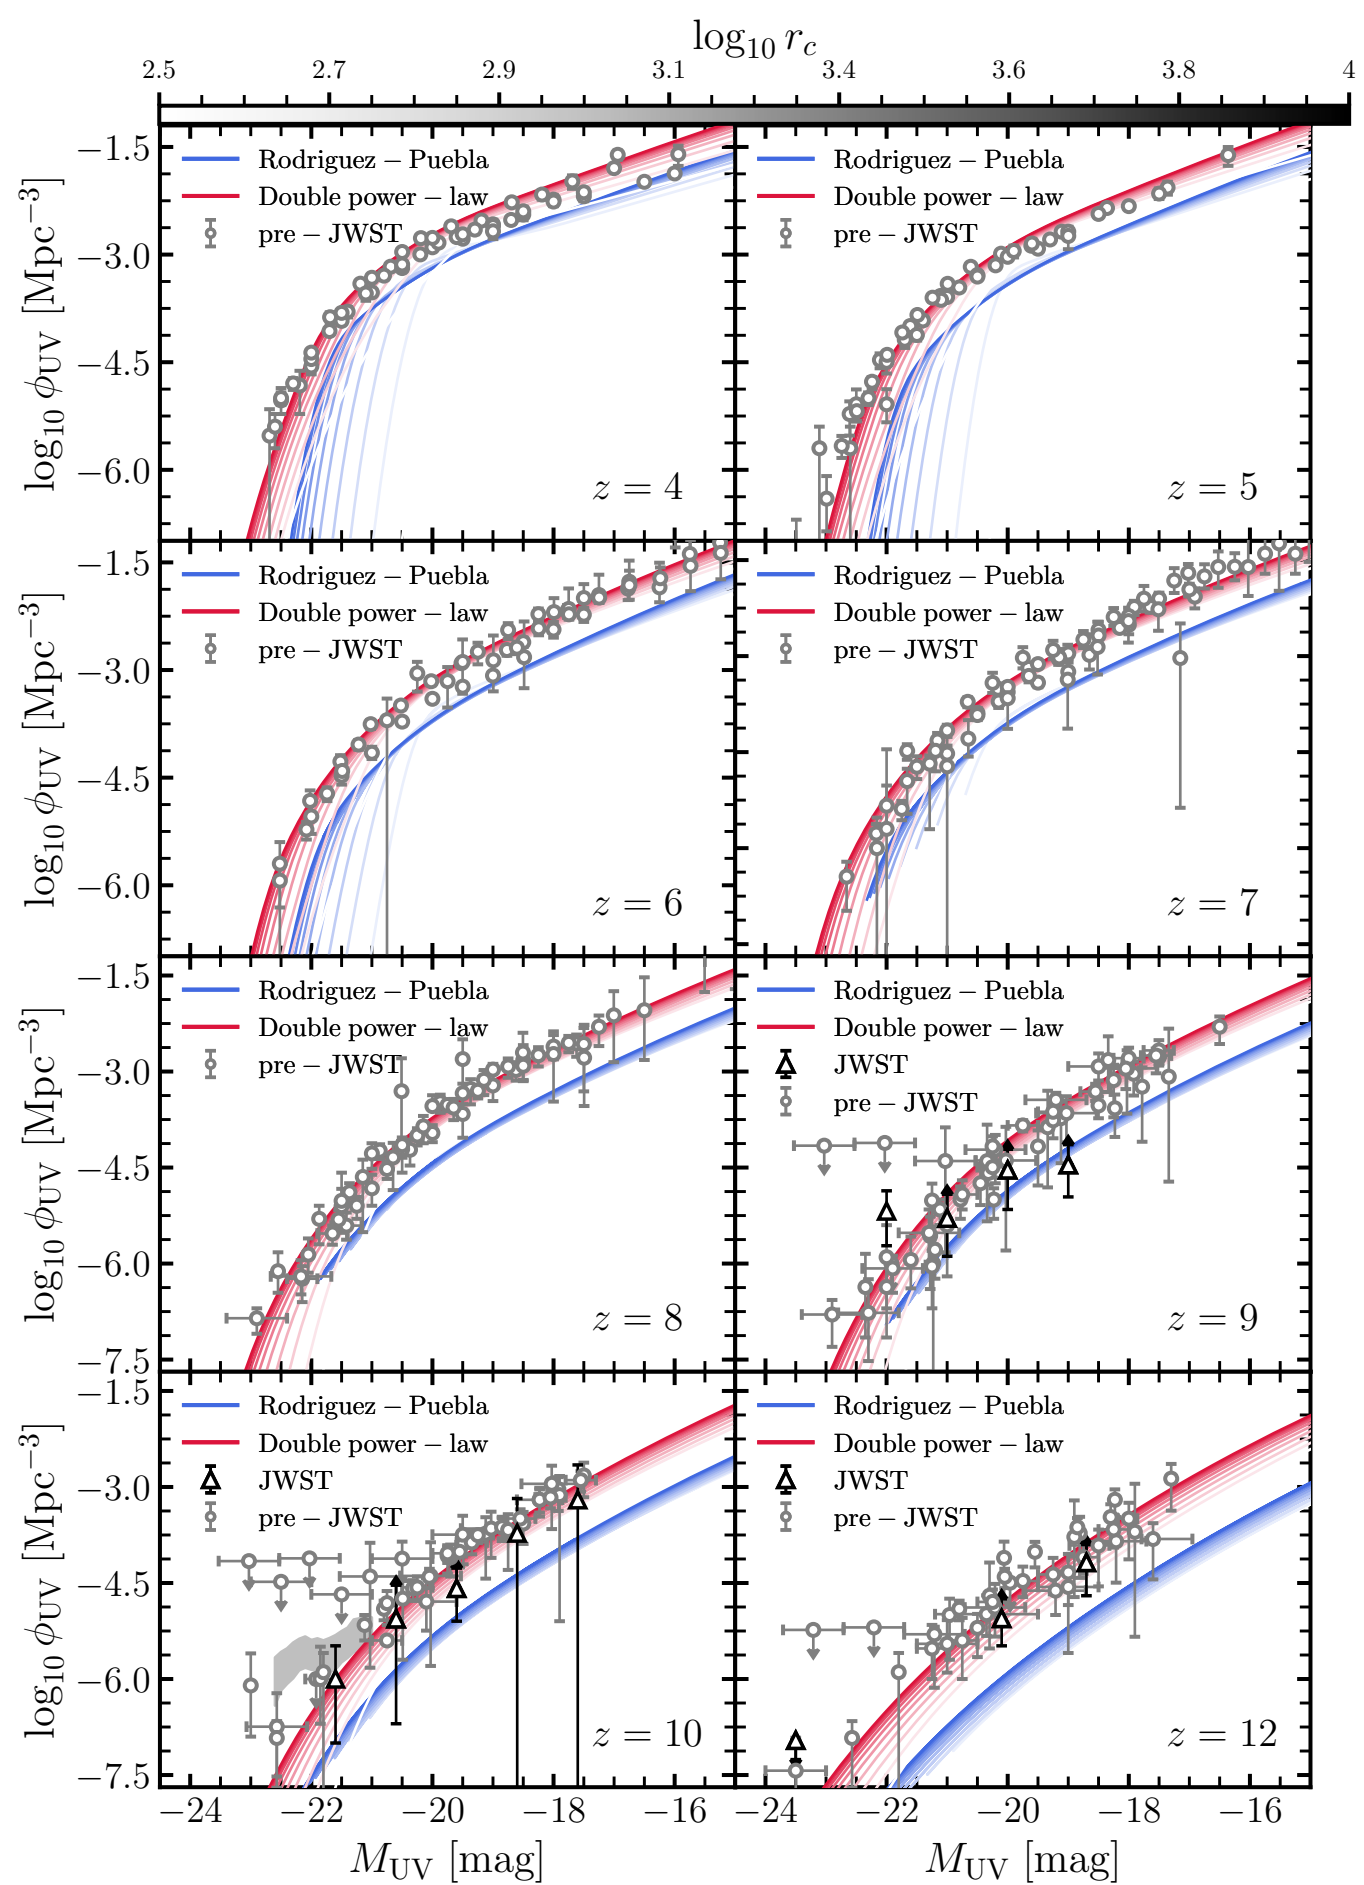 log₁₀ r_c
2.5 2.7 2.9 3.1 3.4 3.6 3.8 4
log₁₀ ϕ_UV [Mpc⁻³]
−1.5
−3.0
−4.5
−6.0
Rodriguez − Puebla
Double power − law
pre − JWST
z = 4
Rodriguez − Puebla
Double power − law
pre − JWST
z = 5
log₁₀ ϕ_UV [Mpc⁻³]
−1.5
−3.0
−4.5
−6.0
Rodriguez − Puebla
Double power − law
pre − JWST
z = 6
Rodriguez − Puebla
Double power − law
pre − JWST
z = 7
log₁₀ ϕ_UV [Mpc⁻³]
−1.5
−3.0
−4.5
−6.0
−7.5
Rodriguez − Puebla
Double power − law
pre − JWST
z = 8
Rodriguez − Puebla
Double power − law
JWST
pre − JWST
z = 9
log₁₀ ϕ_UV [Mpc⁻³]
−1.5
−3.0
−4.5
−6.0
−7.5
Rodriguez − Puebla
Double power − law
JWST
pre − JWST
z = 10
Rodriguez − Puebla
Double power − law
JWST
pre − JWST
z = 12
−24 −22 −20 −18 −16
−24 −22 −20 −18 −16
M_UV [mag]
M_UV [mag]